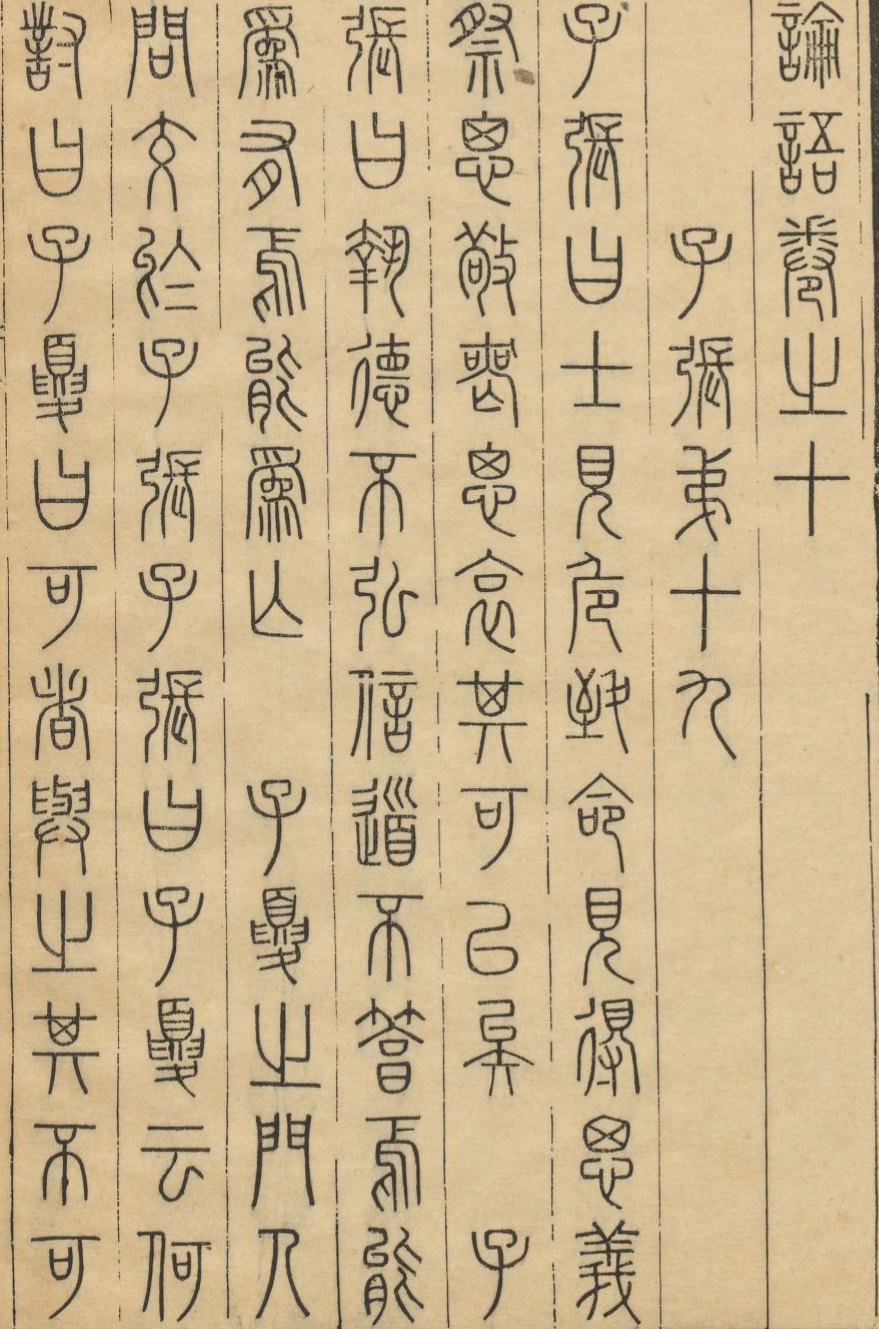 論語卷之十
子張弟十九
子張曰士見危致命見得思義
祭思敬喪思哀其可已矣　子
張曰執德不弘信道不篤焉能
爲有焉能爲亡　子夏之門人
問交於子張子張曰子夏云何
對曰子夏曰可者與之其不可